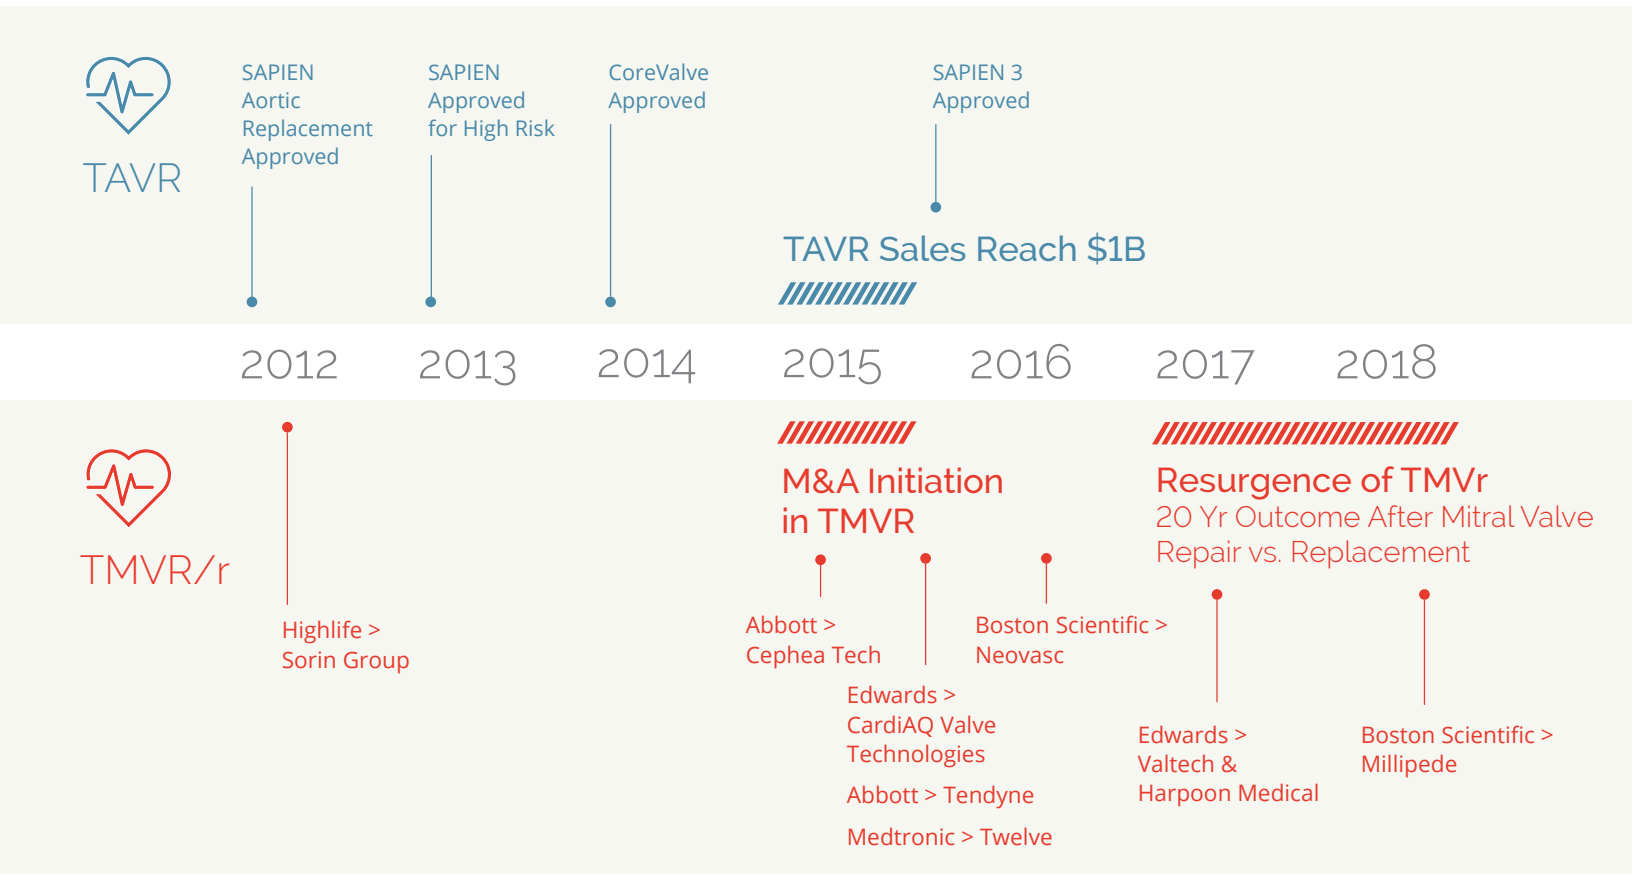 TAVR
SAPIEN
Aortic
Replacement
Approved
SAPIEN
Approved
for High Risk
CoreValve
Approved
SAPIEN 3
Approved
TAVR Sales Reach $1B
2012
2013
2014
2015
2016
2017
2018
TMVR/r
Highlife >
Sorin Group
M&A Initiation
in TMVR
Abbott >
Cephea Tech
Edwards >
CardiAQ Valve
Technologies
Abbott > Tendyne
Medtronic > Twelve
Boston Scientific >
Neovasc
Resurgence of TMVr
20 Yr Outcome After Mitral Valve
Repair vs. Replacement
Edwards >
Valtech &
Harpoon Medical
Boston Scientific >
Millipede